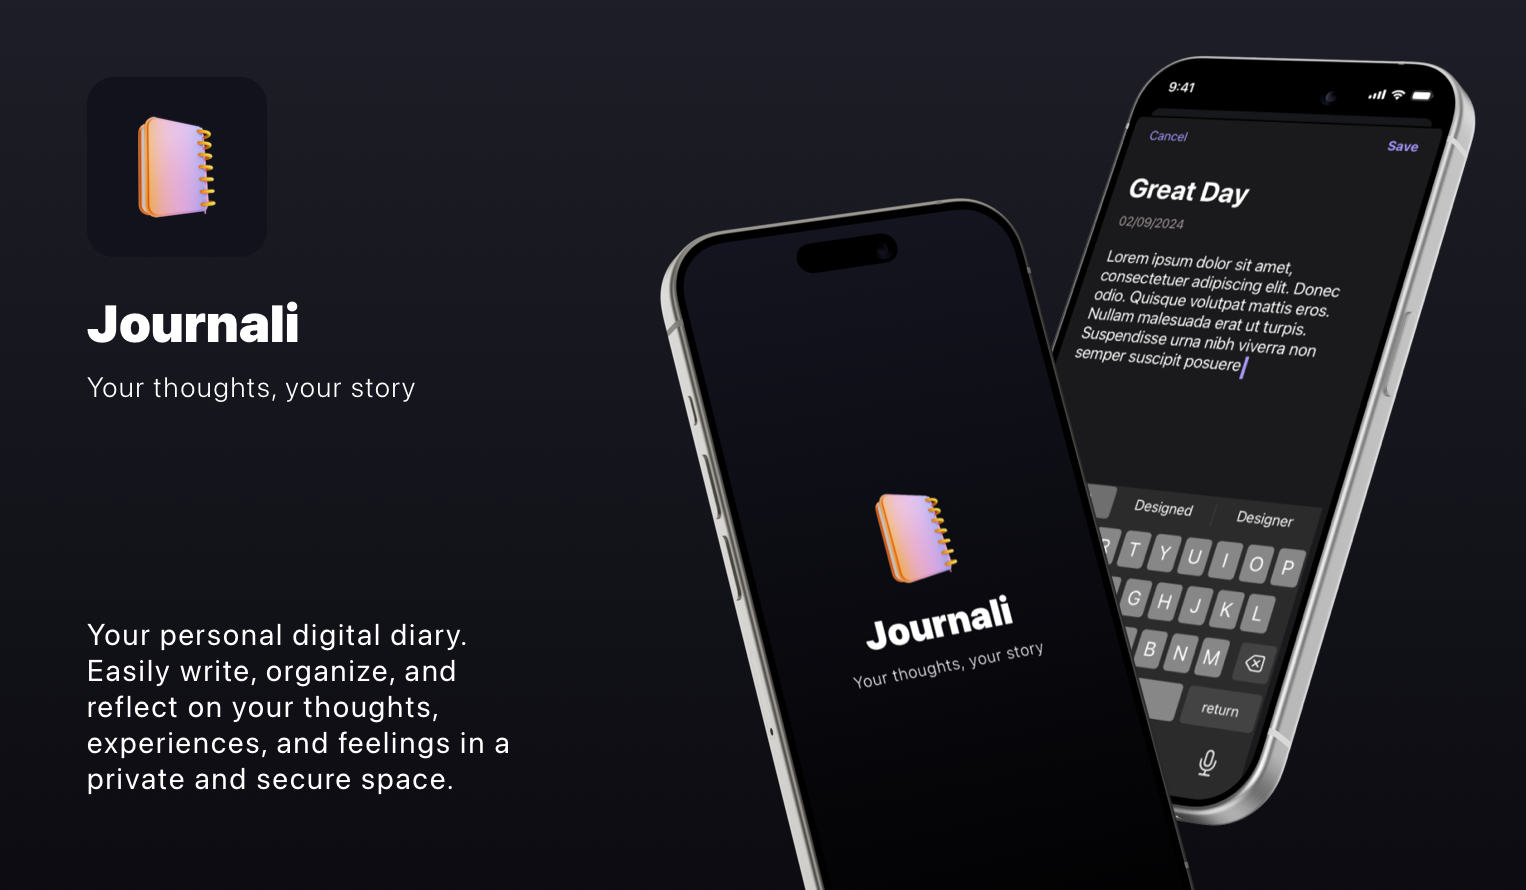 Journali
Your thoughts, your story
Your personal digital diary.
Easily write, organize, and
reflect on your thoughts,
experiences, and feelings in a
private and secure space.
Journali
Your thoughts, your story
9:41
Cancel
Save
Great Day
02/09/2024
Lorem ipsum dolor sit amet,
consectetuer adipiscing elit. Donec
odio. Quisque volutpat mattis eros.
Nullam malesuada erat ut turpis.
Suspendisse urna nibh viverra non
semper suscipit posuere
Designed Designer
R T Y U I O P
G H J K L
B N M
return